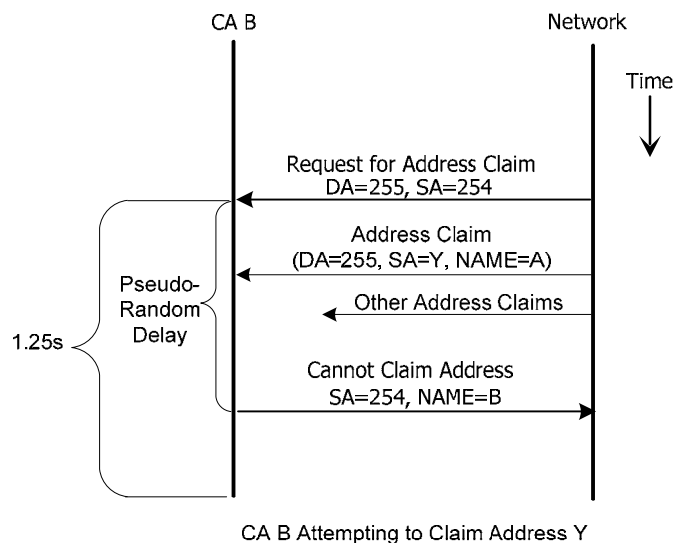 CA B
Network
Time
Request for Address Claim
DA=255, SA=254
Address Claim
(DA=255, SA=Y, NAME=A)
Other Address Claims
Pseudo-
Random
Delay
1.25s
Cannot Claim Address
SA=254, NAME=B
CA B Attempting to Claim Address Y